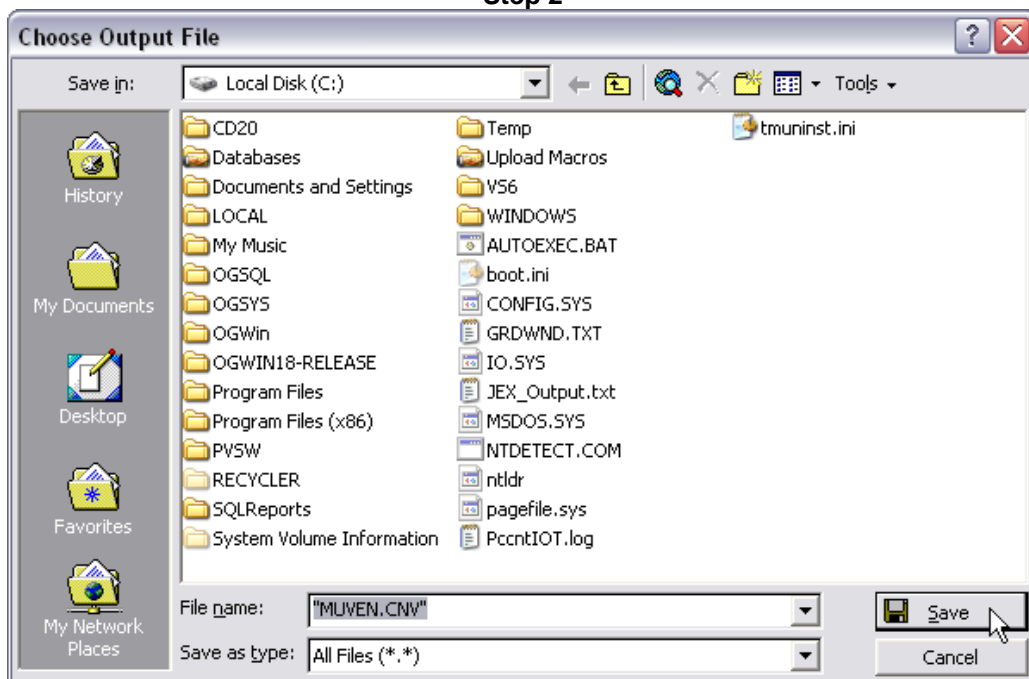 Step 2
Choose Output File
Save in:
Local Disk (C:)
Tools
History
My Documents
Desktop
Favorites
My Network
Places
CD20
Databases
Documents and Settings
LOCAL
My Music
OGSQL
OGSYS
OGWin
OGWIN18-RELEASE
Program Files
Program Files (x86)
PVSW
RECYCLER
SQLReports
System Volume Information
Temp
Upload Macros
VS6
WINDOWS
AUTOEXEC.BAT
boot.ini
CONFIG.SYS
GRDWND.TXT
IO.SYS
JEX_Output.txt
MSDOS.SYS
NTDETECT.COM
ntldr
pagefile.sys
PccntIOT.log
tmuninst.ini
File name:
"MUVEN.CNV"
Save
Save as type:
All Files (*.*)
Cancel